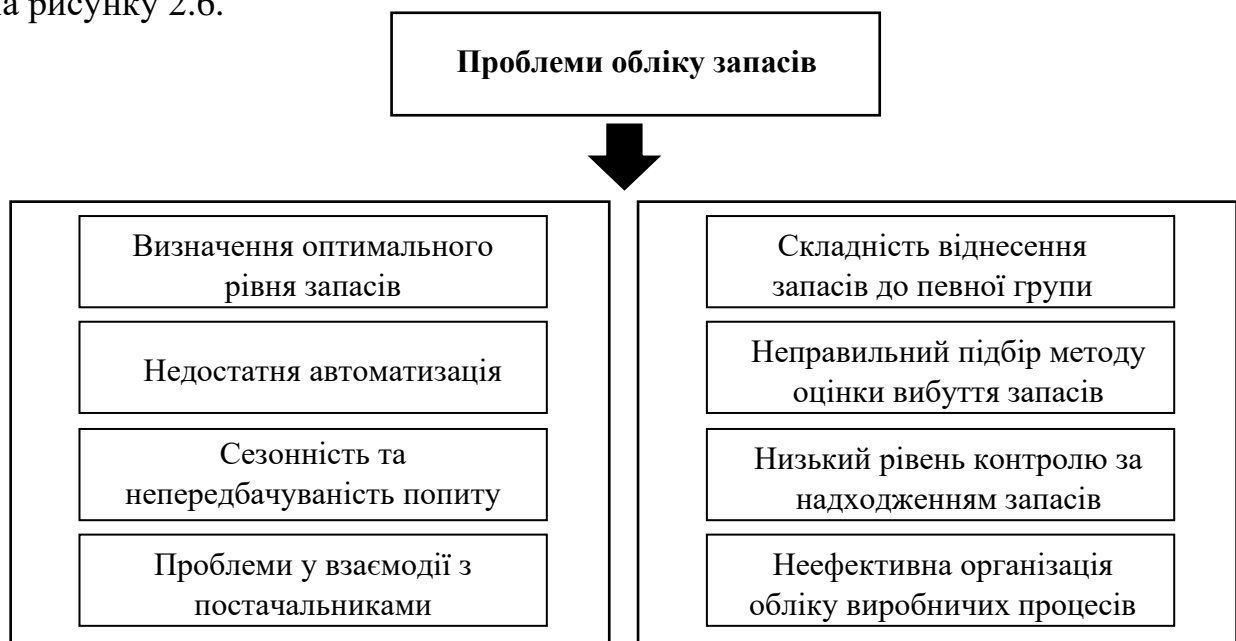 на рисунку 2.6.
Проблеми обліку запасів
Визначення оптимального
рівня запасів
Недостатня автоматизація
Сезонність та
непередбачуваність попиту
Проблеми у взаємодії з
постачальниками
Складність віднесення
запасів до певної групи
Неправильний підбір методу
оцінки вибуття запасів
Низький рівень контролю за
надходженням запасів
Неефективна організація
обліку виробничих процесів